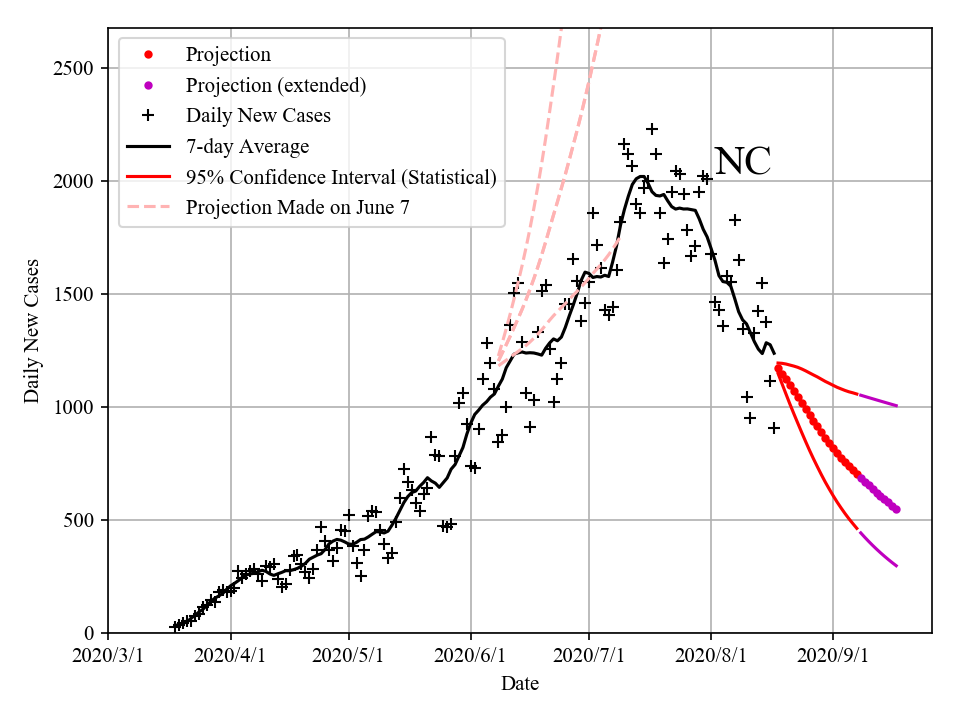 2500
2000
1500
1000
500
0
Daily New Cases
Projection
Projection (extended)
Daily New Cases
7-day Average
95% Confidence Interval (Statistical)
Projection Made on June 7
NC
2020/3/1
2020/4/1
2020/5/1
2020/6/1
2020/7/1
2020/8/1
2020/9/1
Date